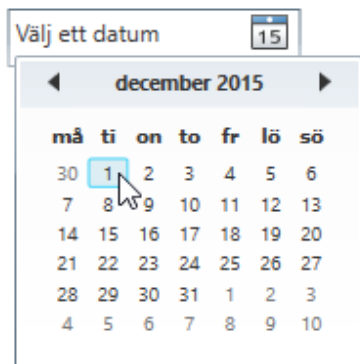 Välj ett datum 15
december 2015
må ti on to fr lö sö
30 1 2 3 4 5 6
7 8 9 10 11 12 13
14 15 16 17 18 19 20
21 22 23 24 25 26 27
28 29 30 31 1 2 3
4 5 6 7 8 9 10